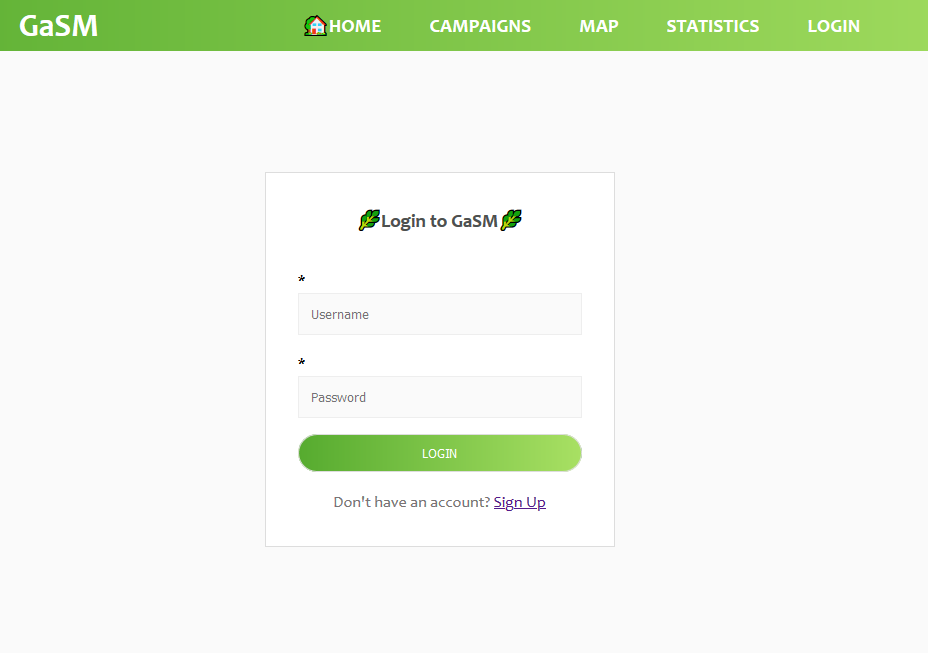 GaSM
🏡HOME CAMPAIGNS MAP STATISTICS LOGIN
🌿Login to GaSM🌿
*
Username
*
Password
LOGIN
Don't have an account? Sign Up